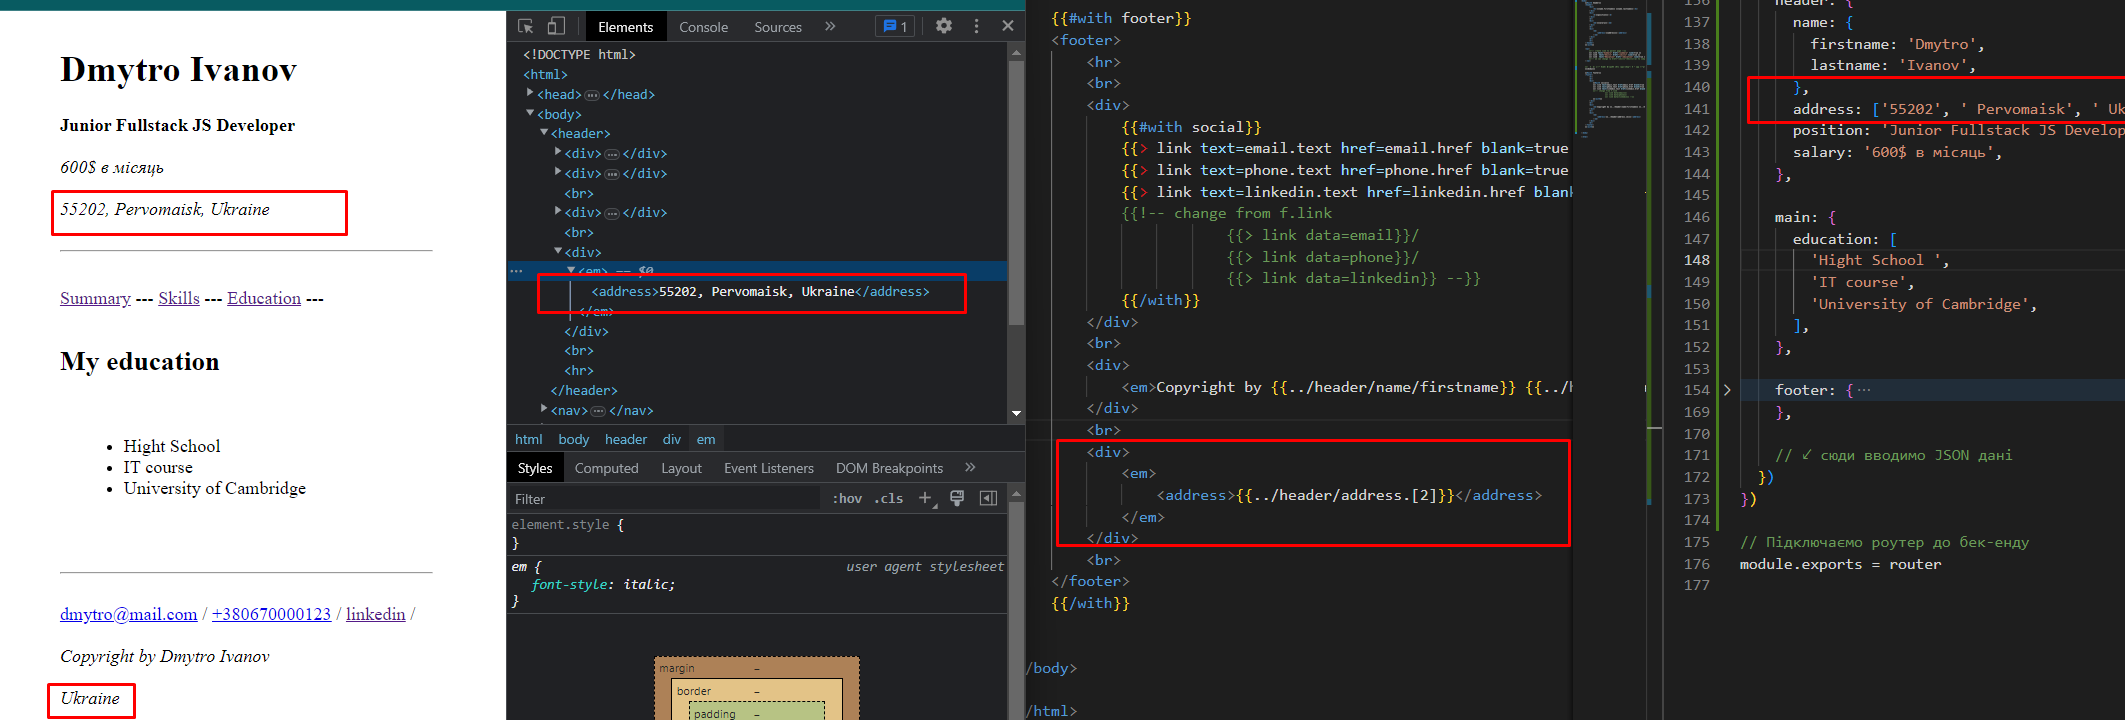 Dmytro Ivanov
Junior Fullstack JS Developer
600$ в місяць
55202, Pervomaisk, Ukraine
Summary --- Skills --- Education ---
My education
Hight School
IT course
University of Cambridge
dmytro@mail.com / +380670000123 / linkedin /
Copyright by Dmytro Ivanov
Ukraine
Elements Console Sources » 1
<!DOCTYPE html>
<html>
<head> ⋯ </head>
<body>
<header>
<div> ⋯ </div>
<div> ⋯ </div>
<br>
<div> ⋯ </div>
<br>
<div>
⋯ <em> == $0
<address>55202, Pervomaisk, Ukraine</address>
</em>
</div>
<br>
<hr>
</header>
<nav> ⋯ </nav>
html body header div em
Styles Computed Layout Event Listeners DOM Breakpoints »
Filter :hov .cls +
element.style {
}
em { user agent stylesheet
font-style: italic;
}
margin –
border –
padding –
{{#with footer}}
<footer>
<hr>
<br>
<div>
{{#with social}}
{{> link text=email.text href=email.href blank=true
{{> link text=phone.text href=phone.href blank=true
{{> link text=linkedin.text href=linkedin.href blank
{{!-- change from f.link
{{> link data=email}}/
{{> link data=phone}}/
{{> link data=linkedin}} --}}
{{/with}}
</div>
<br>
<div>
<em>Copyright by {{../header/name/firstname}} {{../h
</div>
<br>
<div>
<em>
<address>{{../header/address.[2]}}</address>
</em>
</div>
<br>
</footer>
{{/with}}
/body>
/html>
136 header: {
137 name: {
138 firstname: 'Dmytro',
139 lastname: 'Ivanov',
140 },
141 address: ['55202', ' Pervomaisk', ' Uk
142 position: 'Junior Fullstack JS Develop
143 salary: '600$ в місяць',
144 },
145
146 main: {
147 education: [
148 'Hight School ',
149 'IT course',
150 'University of Cambridge',
151 ],
152 },
153
154 footer: { ⋯
169 },
170
171 // ↙ сюди вводимо JSON дані
172 })
173 })
174
175 // Підключаємо роутер до бек-енду
176 module.exports = router
177